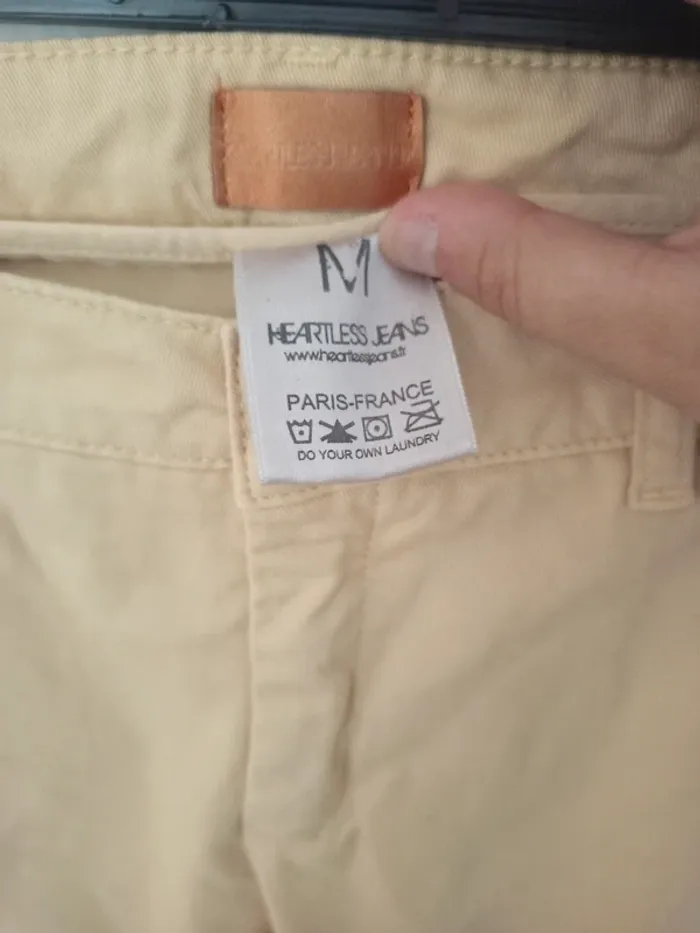 M
HEARTLESS JEANS
www.heartlessjeans.fr
PARIS-FRANCE
DO YOUR OWN LAUNDRY